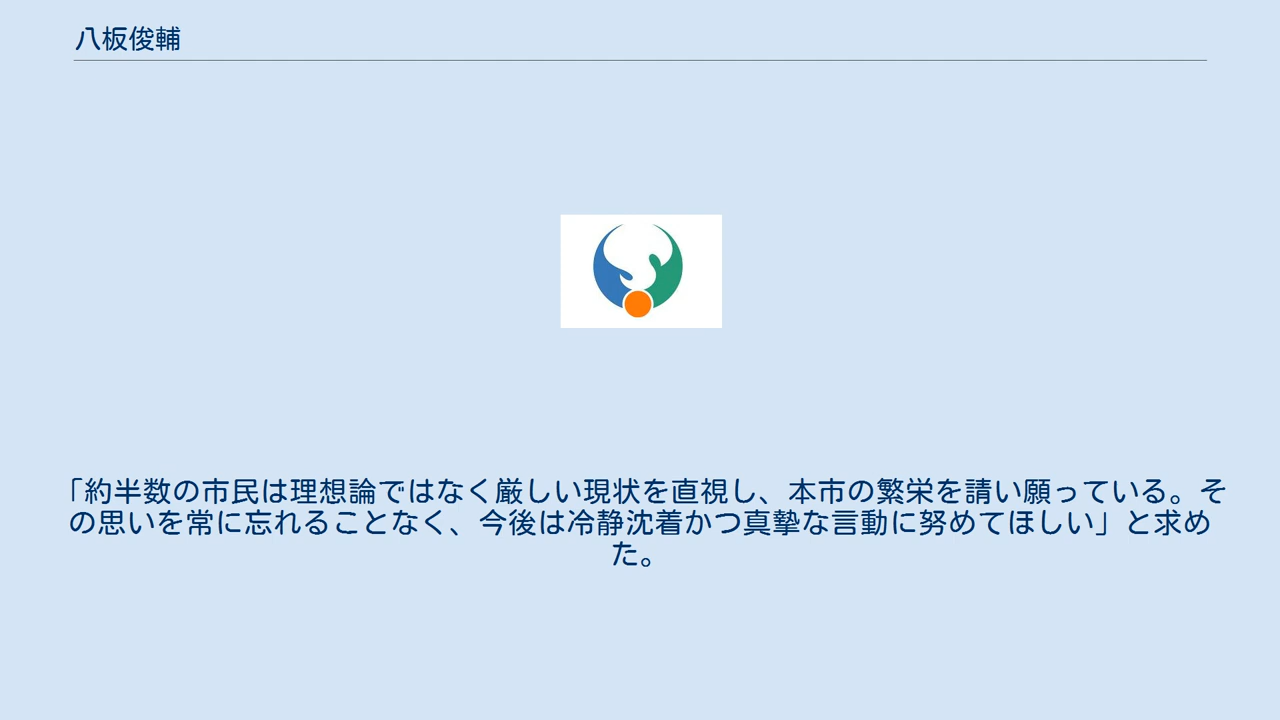 八板俊輔
「約半数の市民は理想論ではなく厳しい現状を直視し、本市の繁栄を請い願っている。そ
の思いを常に忘れることなく、今後は冷静沈着かつ真摯な言動に努めてほしい」と求め
た。